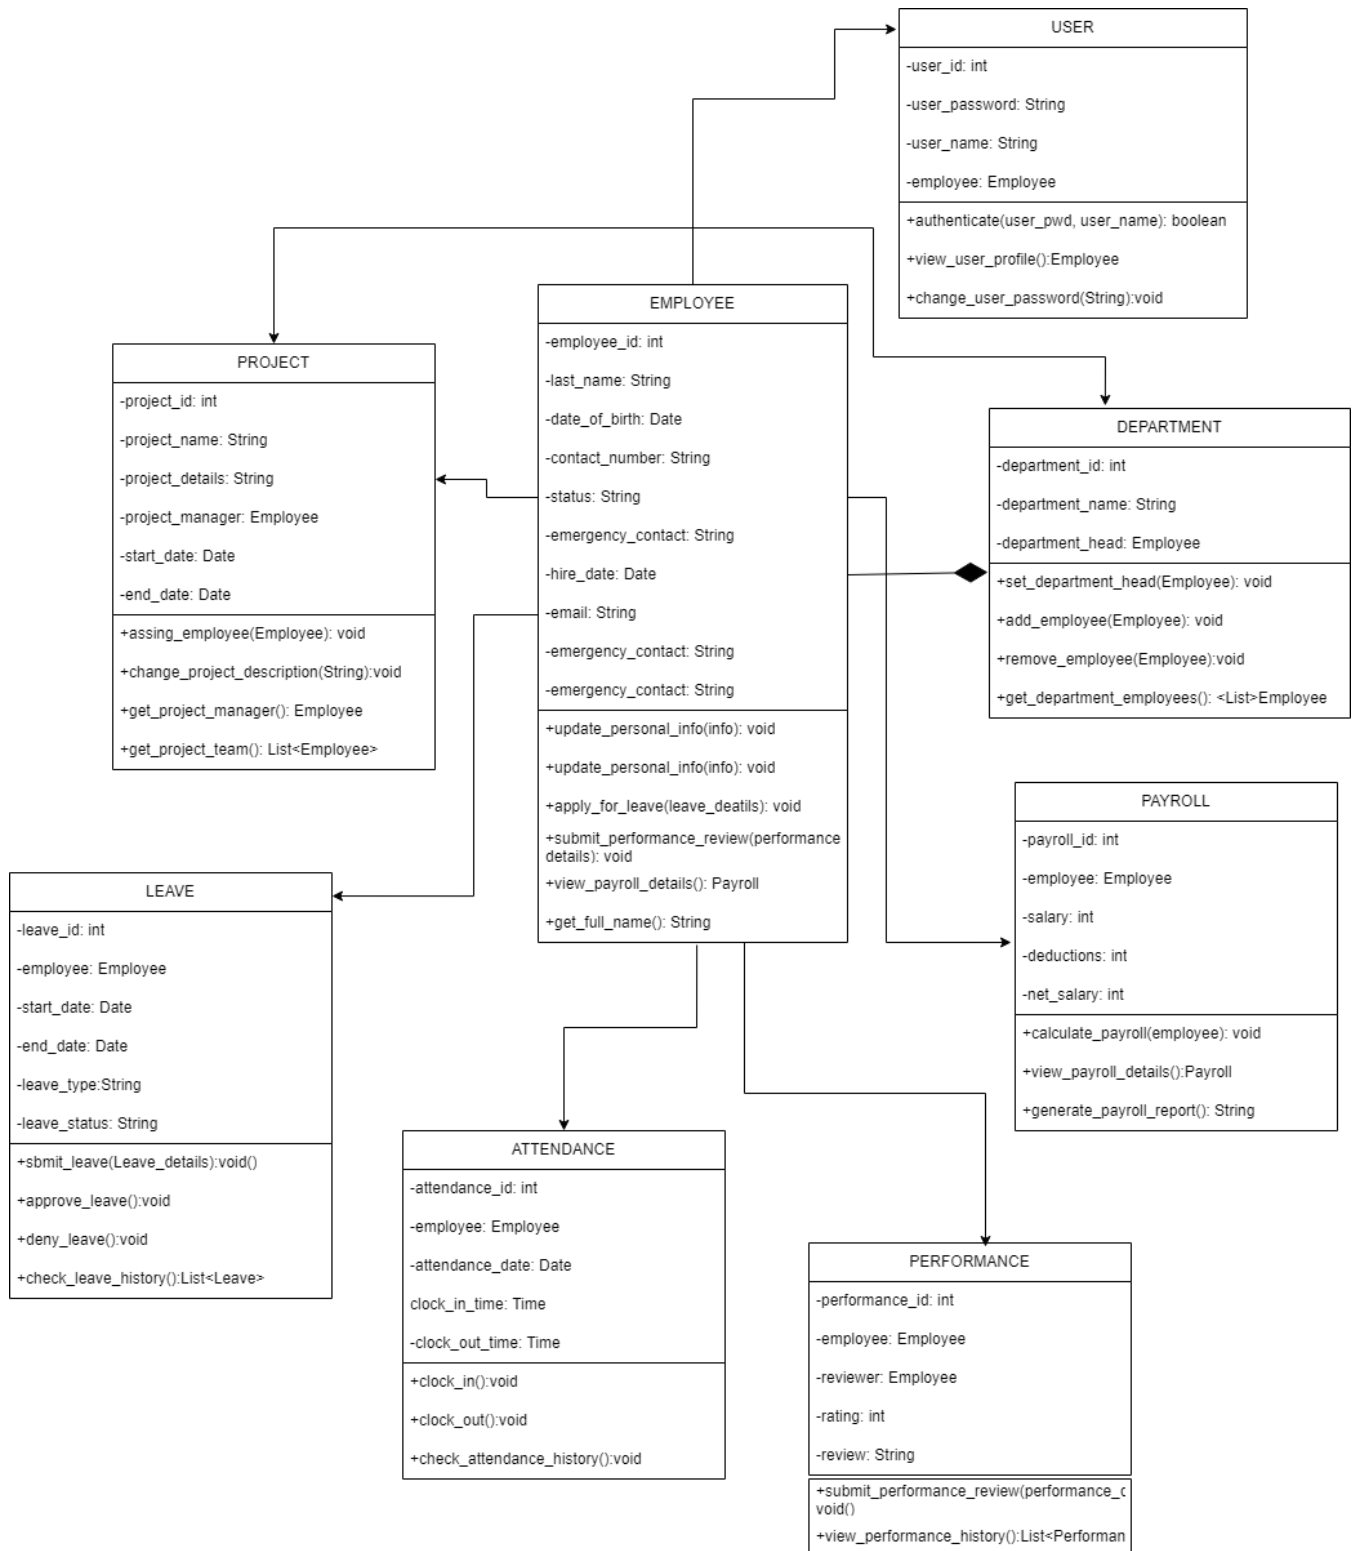 USER
-user_id: int
-user_password: String
-user_name: String
-employee: Employee
+authenticate(user_pwd, user_name): boolean
+view_user_profile():Employee
+change_user_password(String):void
EMPLOYEE
-employee_id: int
-last_name: String
-date_of_birth: Date
-contact_number: String
-status: String
-emergency_contact: String
-hire_date: Date
-email: String
-emergency_contact: String
-emergency_contact: String
+update_personal_info(info): void
+update_personal_info(info): void
+apply_for_leave(leave_deatils): void
+submit_performance_review(performance
details): void
+view_payroll_details(): Payroll
+get_full_name(): String
PROJECT
-project_id: int
-project_name: String
-project_details: String
-project_manager: Employee
-start_date: Date
-end_date: Date
+assing_employee(Employee): void
+change_project_description(String):void
+get_project_manager(): Employee
+get_project_team(): List<Employee>
DEPARTMENT
-department_id: int
-department_name: String
-department_head: Employee
+set_department_head(Employee): void
+add_employee(Employee): void
+remove_employee(Employee):void
+get_department_employees(): <List>Employee
PAYROLL
-payroll_id: int
-employee: Employee
-salary: int
-deductions: int
-net_salary: int
+calculate_payroll(employee): void
+view_payroll_details():Payroll
+generate_payroll_report(): String
LEAVE
-leave_id: int
-employee: Employee
-start_date: Date
-end_date: Date
-leave_type:String
-leave_status: String
+sbmit_leave(Leave_details):void()
+approve_leave():void
+deny_leave():void
+check_leave_history():List<Leave>
ATTENDANCE
-attendance_id: int
-employee: Employee
-attendance_date: Date
clock_in_time: Time
-clock_out_time: Time
+clock_in():void
+clock_out():void
+check_attendance_history():void
PERFORMANCE
-performance_id: int
-employee: Employee
-reviewer: Employee
-rating: int
-review: String
+submit_performance_review(performance_
void()
+view_performance_history():List<Performan